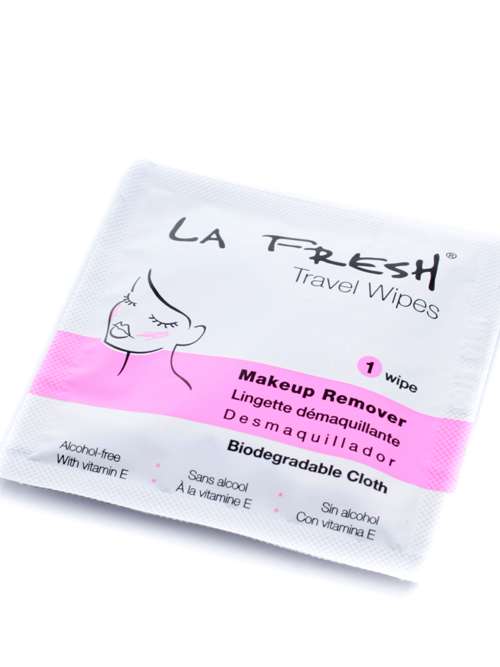 LA FRESH®
Travel Wipes
1 wipe
Makeup Remover
Lingette démaquillante
Desmaquillador
Biodegradable Cloth
Alcohol-free
With vitamin E
Sans alcool
À la vitamine E
Sin alcohol
Con vitamina E